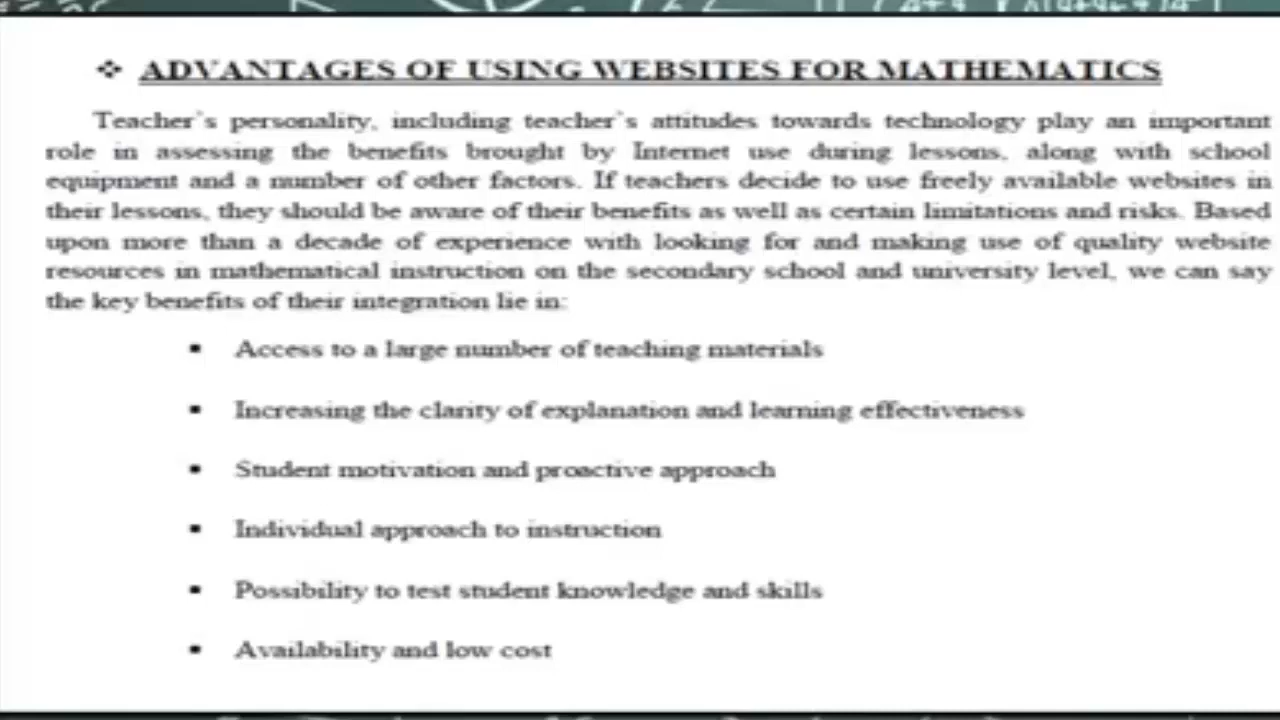 ❖ ADVANTAGES OF USING WEBSITES FOR MATHEMATICS
Teacher`s personality, including teacher`s attitudes towards technology play an important
role in assessing the benefits brought by Internet use during lessons, along with school
equipment and a number of other factors. If teachers decide to use freely available websites in
their lessons, they should be aware of their benefits as well as certain limitations and risks. Based
upon more than a decade of experience with looking for and making use of quality website
resources in mathematical instruction on the secondary school and university level, we can say
the key benefits of their integration lie in:
▪ Access to a large number of teaching materials
▪ Increasing the clarity of explanation and learning effectiveness
▪ Student motivation and proactive approach
▪ Individual approach to instruction
▪ Possibility to test student knowledge and skills
▪ Availability and low cost